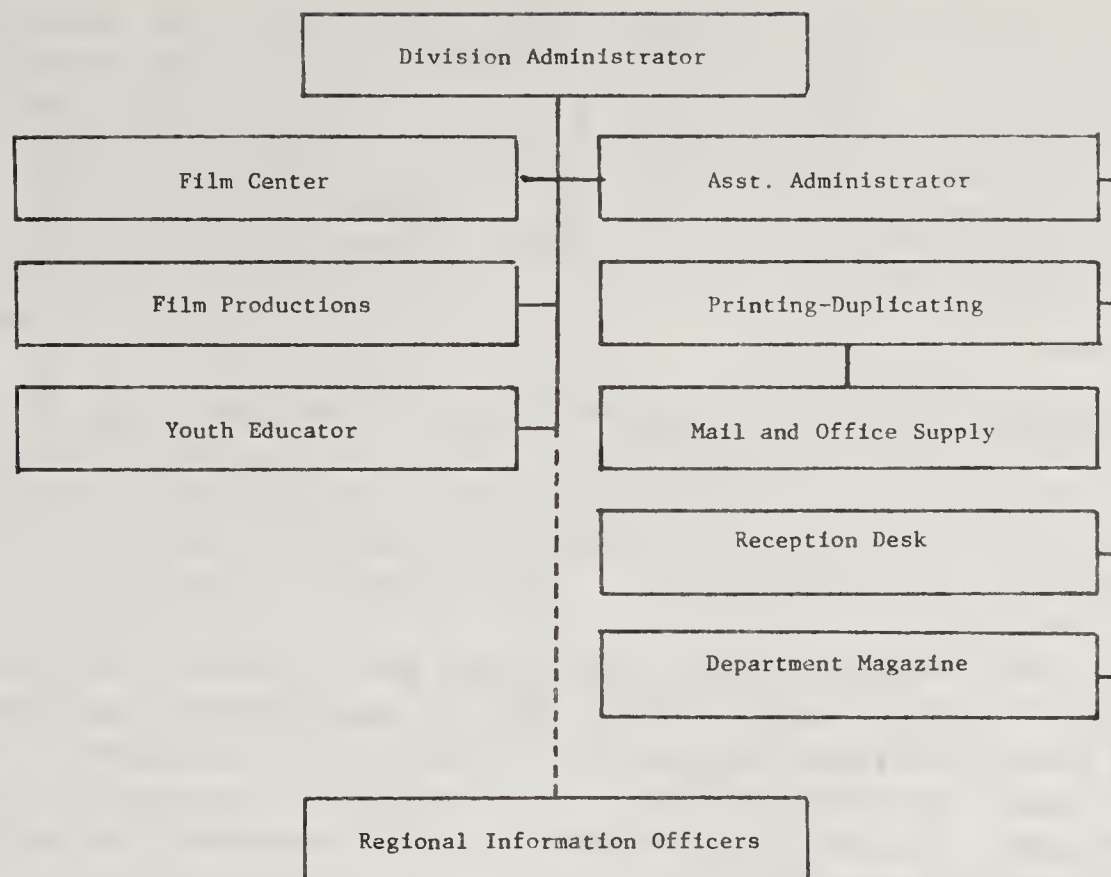 Division Administrator
Film Center
Asst. Administrator
Film Productions
Printing-Duplicating
Youth Educator
Mail and Office Supply
Reception Desk
Department Magazine
Regional Information Officers